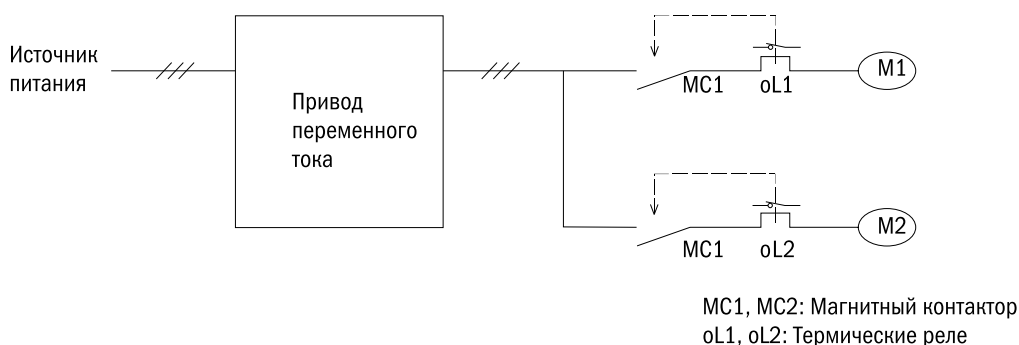 Источник
питания
Привод
переменного
тока
MC1
oL1
M1
MC1
oL2
M2
MC1, MC2: Магнитный контактор
oL1, oL2: Термические реле